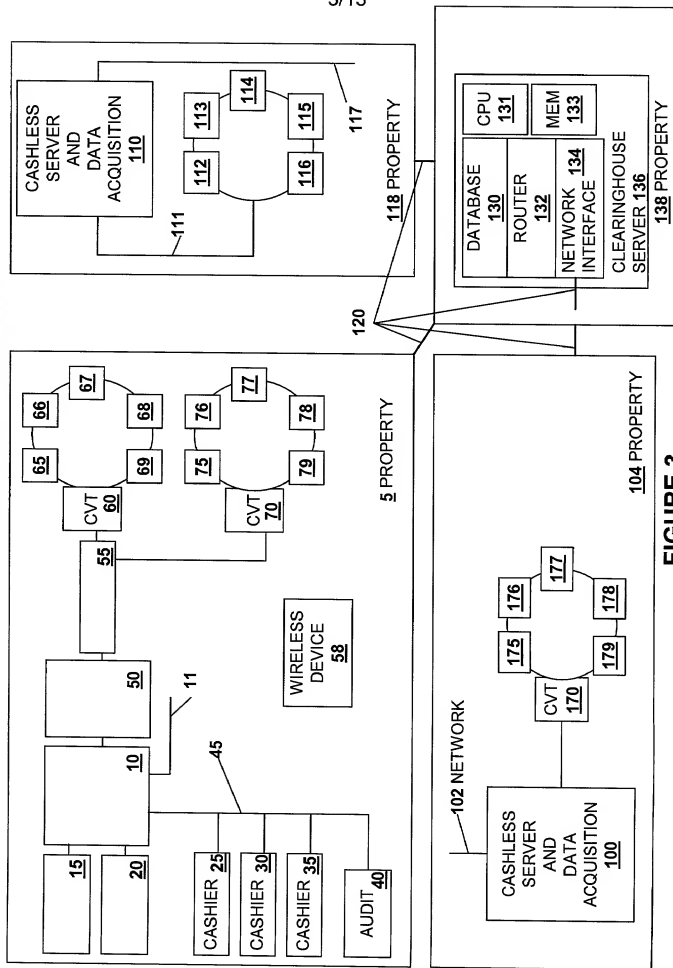 3/13
CASHLESS
SERVER
AND
DATA
ACQUISITION
110
111
112
113
114
115
116
117
118 PROPERTY
CPU
131
MEM
133
DATABASE
130
ROUTER
132
NETWORK 134
INTERFACE
CLEARINGHOUSE
SERVER 136
138 PROPERTY
120
15
20
10
50
55
11
45
CASHIER 25
CASHIER 30
CASHIER 35
AUDIT 40
WIRELESS
DEVICE
58
CVT
60
65
66
67
68
69
CVT
70
75
76
77
78
79
5 PROPERTY
102 NETWORK
CASHLESS
SERVER
AND
DATA
ACQUISITION
100
CVT
170
175
176
177
178
179
104 PROPERTY
FIGURE 3